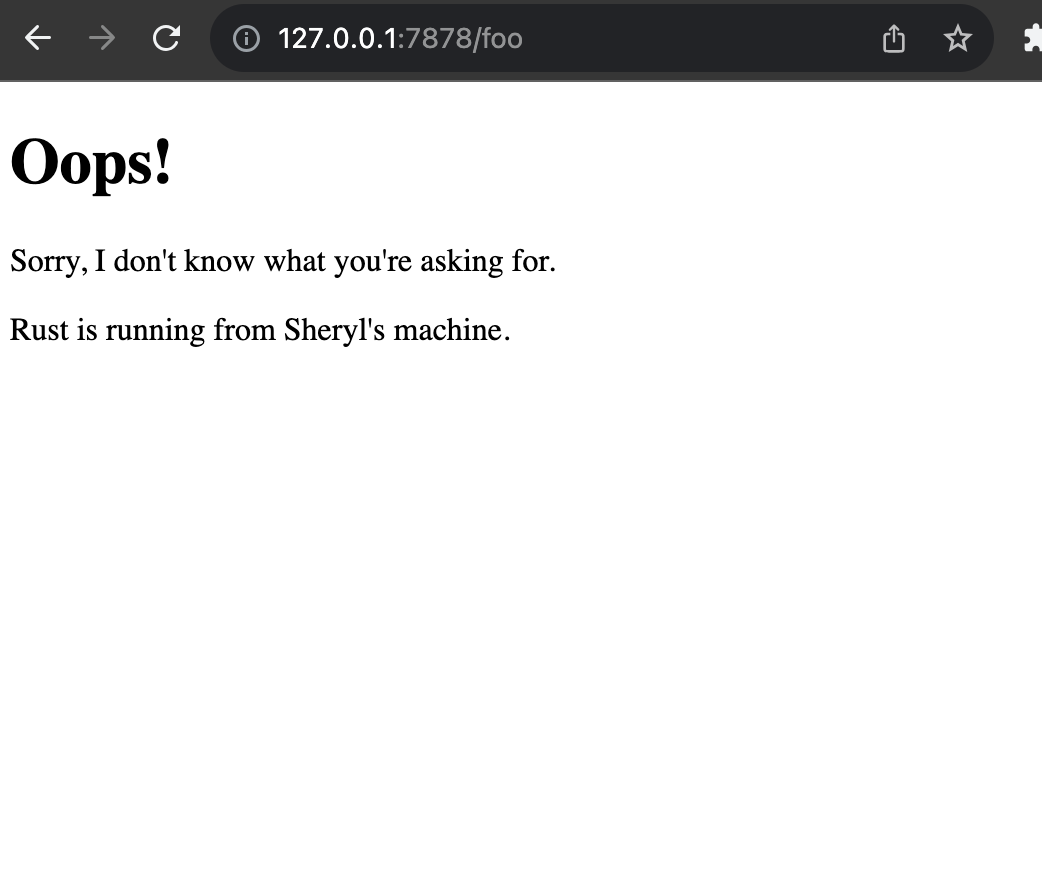 127.0.0.1:7878/foo
Oops!
Sorry, I don't know what you're asking for.
Rust is running from Sheryl's machine.